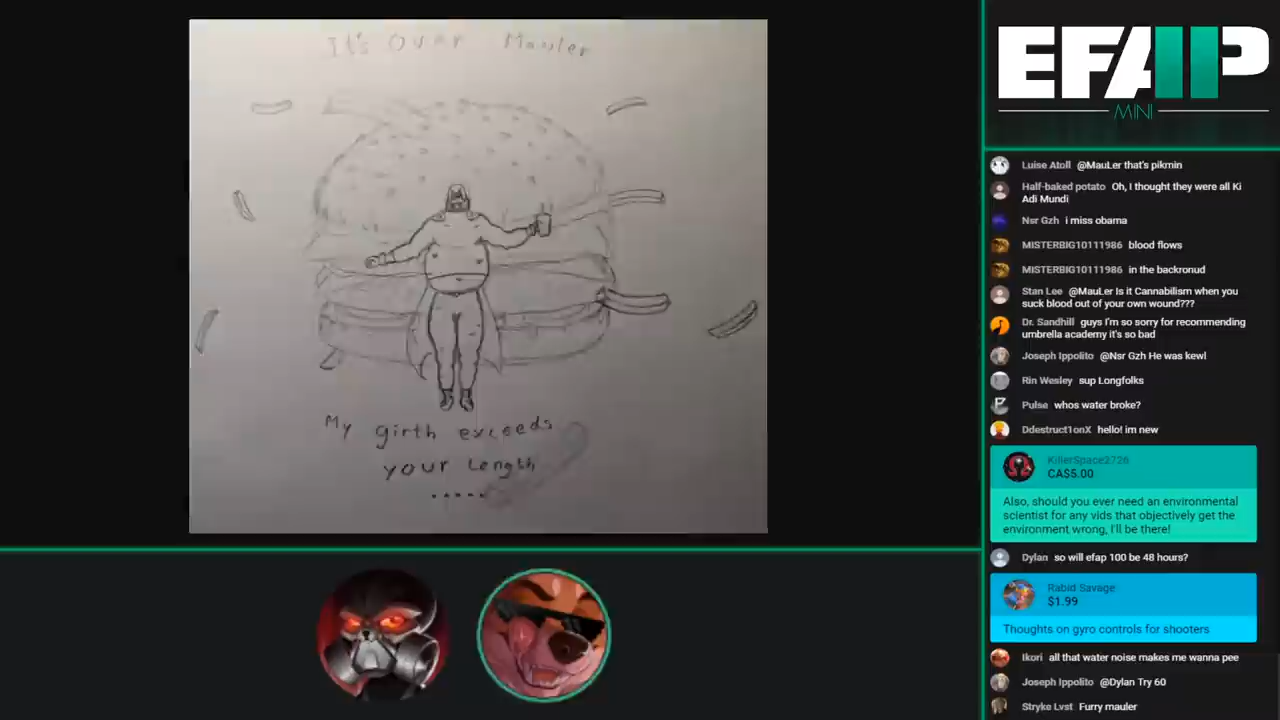 It's Over Mauler
My girth exceeds
your length
.....
EFAP
MINI
Luise Atoll @MauLer that's pikmin
Half-baked potato Oh, I thought they were all Ki
Adi Mundi
Nsr Gzh i miss obama
MISTERBIG10111986 blood flows
MISTERBIG10111986 in the backronud
Stan Lee @MauLer Is it Cannabilism when you
suck blood out of your own wound???
Dr. Sandhill guys I'm so sorry for recommending
umbrella academy it's so bad
Joseph Ippolito @Nsr Gzh He was kewl
Rin Wesley sup Longfolks
Pulse whos water broke?
Ddestruct1onX hello! im new
KillerSpace2726
CA$5.00
Also, should you ever need an environmental
scientist for any vids that objectively get the
environment wrong, I'll be there!
Dylan so will efap 100 be 48 hours?
Rabid Savage
$1.99
Thoughts on gyro controls for shooters
Ikori all that water noise makes me wanna pee
Joseph Ippolito @Dylan Try 60
Stryke Lvst Furry mauler